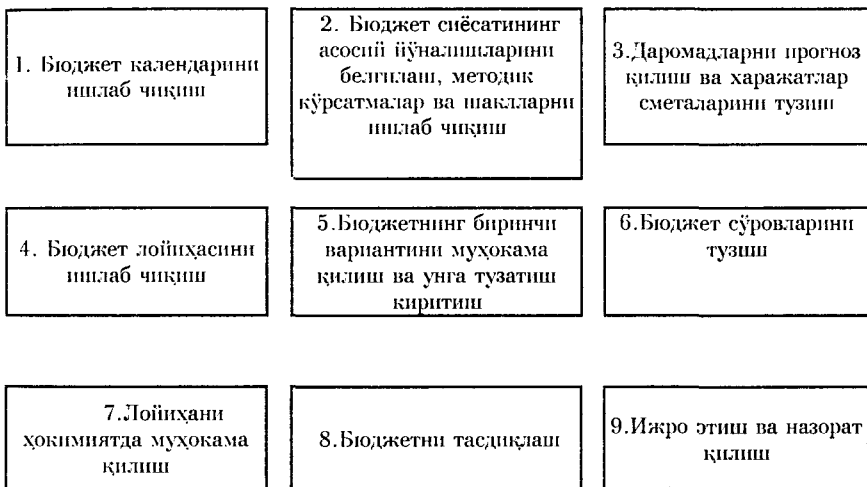 1. Бюджет календарини
ишлаб чиқиш
2. Бюджет сиёсатининг
асосий йўналишларини
белгилаш, методик
кўрсатмалар ва шаклларни
ишлаб чиқиш
3.Даромадларни прогноз
қилиш ва харажатлар
сметаларини тузиш
4. Бюджет лойиҳасини
ишлаб чиқиш
5.Бюджетнинг биринчи
вариантини муҳокама
қилиш ва унга тузатиш
киритиш
6.Бюджет сўровларини
тузиш
7.Лойиҳани
ҳокимиятда муҳокама
қилиш
8.Бюджетни тасдиқлаш
9.Ижро этиш ва назорат
қилиш